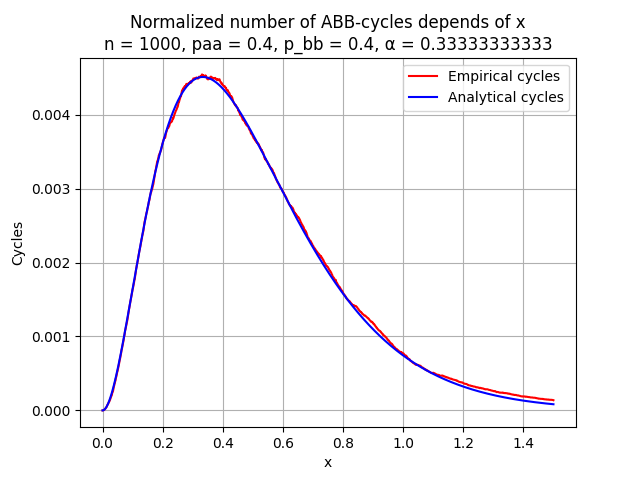 Normalized number of ABB-cycles depends of x
n = 1000, paa = 0.4, p_bb = 0.4, α = 0.33333333333
Empirical cycles
Analytical cycles
Cycles
0.004
0.003
0.002
0.001
0.000
0.0 0.2 0.4 0.6 0.8 1.0 1.2 1.4
x